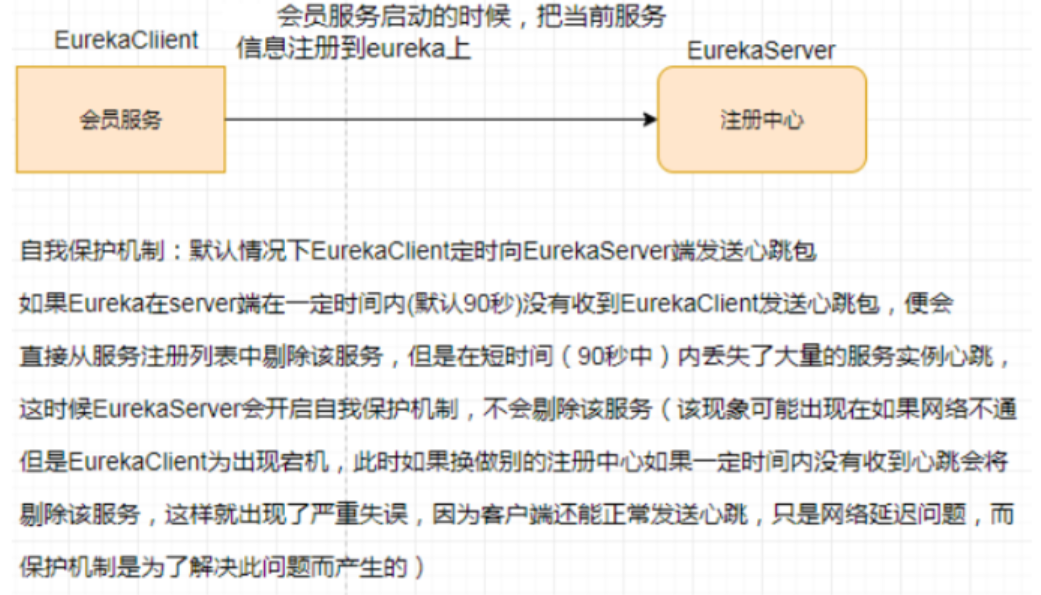 会员服务启动的时候，把当前服务
信息注册到eureka上
EurekaCliient
EurekaServer
会员服务
注册中心
自我保护机制：默认情况下EurekaClient定时向EurekaServer端发送心跳包
如果Eureka在server端在一定时间内(默认90秒)没有收到EurekaClient发送心跳包，便会
直接从服务注册列表中剔除该服务，但是在短时间（90秒中）内丢失了大量的服务实例心跳，
这时候EurekaServer会开启自我保护机制，不会剔除该服务（该现象可能出现在如果网络不通
但是EurekaClient为出现宕机，此时如果换做别的注册中心如果一定时间内没有收到心跳会将
剔除该服务，这样就出现了严重失误，因为客户端还能正常发送心跳，只是网络延迟问题，而
保护机制是为了解决此问题而产生的）